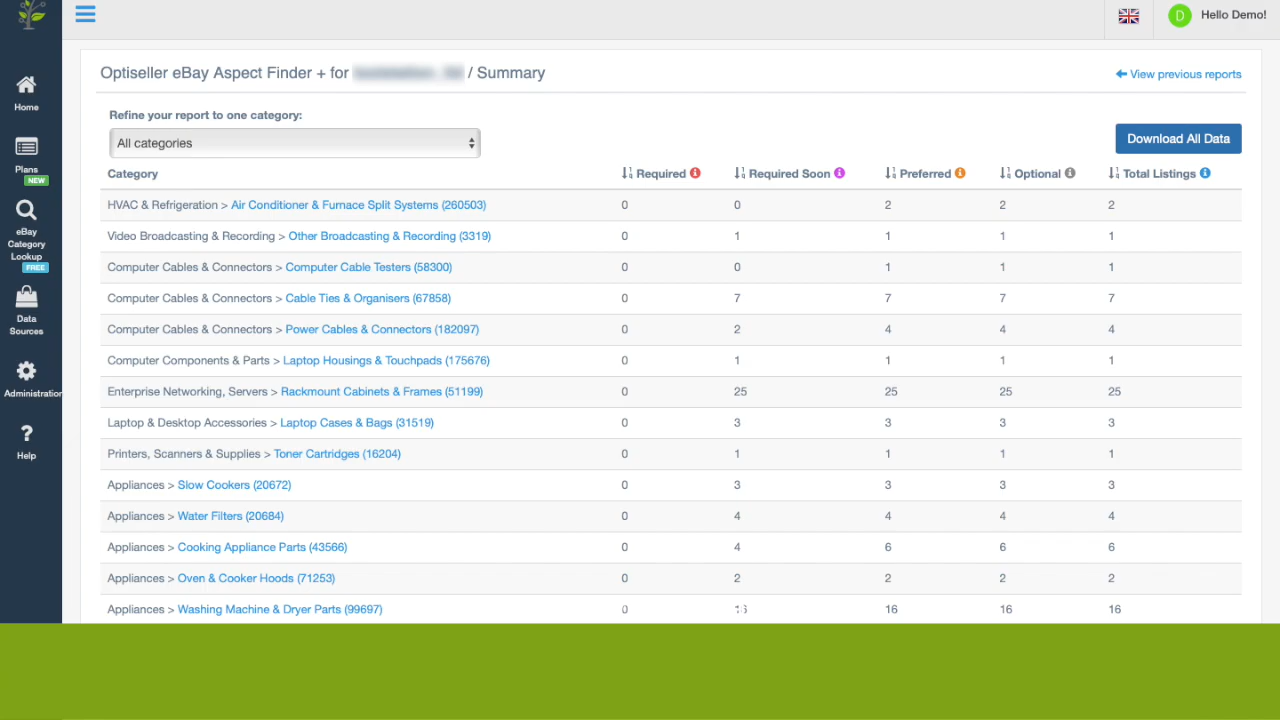 Hello Demo!
Optiseller eBay Aspect Finder + for / Summary
View previous reports
Home
Plans
NEW
eBay
Category
Lookup
FREE
Data
Sources
Administration
Help
Refine your report to one category:
All categories
Download All Data
Category Required Required Soon Preferred Optional Total Listings
HVAC & Refrigeration > Air Conditioner & Furnace Split Systems (260503) 0 0 2 2 2
Video Broadcasting & Recording > Other Broadcasting & Recording (3319) 0 1 1 1 1
Computer Cables & Connectors > Computer Cable Testers (58300) 0 0 1 1 1
Computer Cables & Connectors > Cable Ties & Organisers (67858) 0 7 7 7 7
Computer Cables & Connectors > Power Cables & Connectors (182097) 0 2 4 4 4
Computer Components & Parts > Laptop Housings & Touchpads (175676) 0 1 1 1 1
Enterprise Networking, Servers > Rackmount Cabinets & Frames (51199) 0 25 25 25 25
Laptop & Desktop Accessories > Laptop Cases & Bags (31519) 0 3 3 3 3
Printers, Scanners & Supplies > Toner Cartridges (16204) 0 1 1 1 1
Appliances > Slow Cookers (20672) 0 3 3 3 3
Appliances > Water Filters (20684) 0 4 4 4 4
Appliances > Cooking Appliance Parts (43566) 0 4 6 6 6
Appliances > Oven & Cooker Hoods (71253) 0 2 2 2 2
Appliances > Washing Machine & Dryer Parts (99697) 0 16 16 16